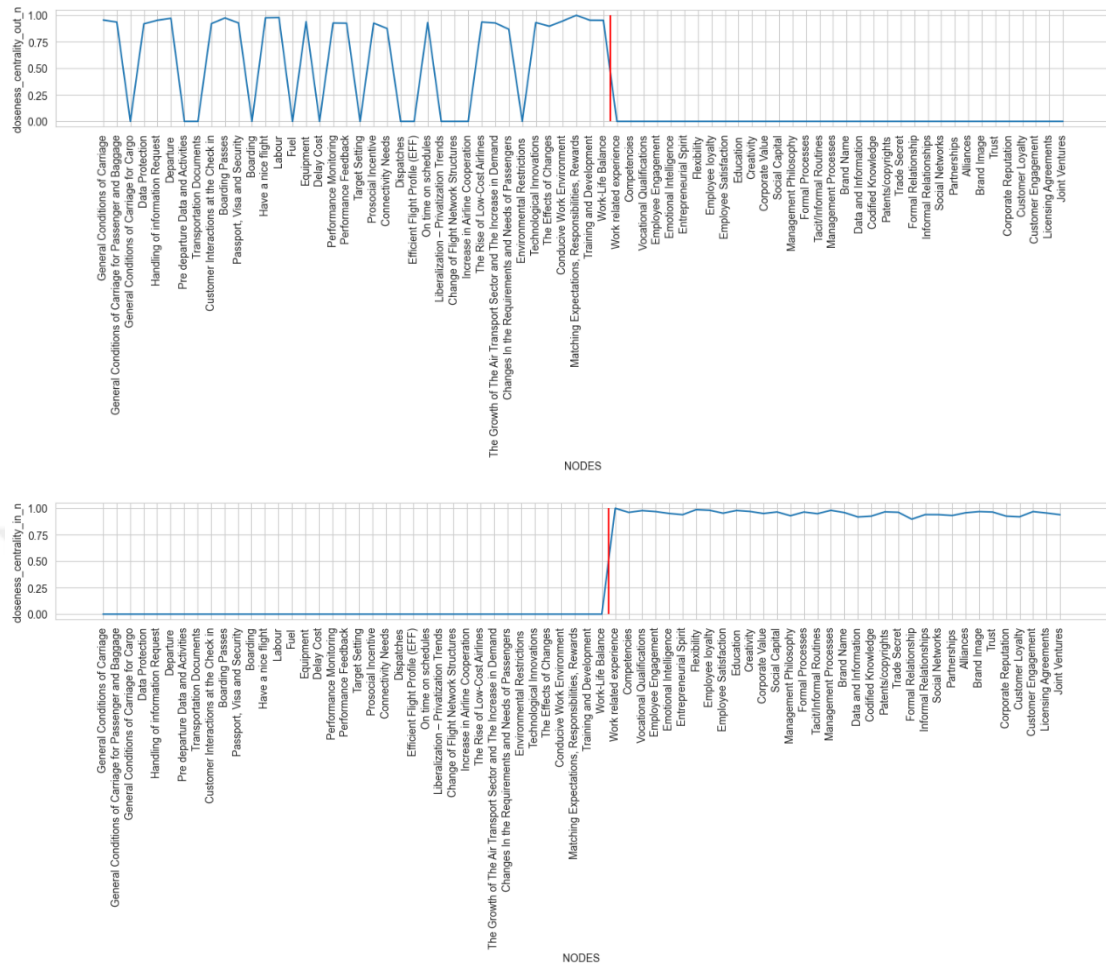 closeness_centrality_out_n
1.00
0.75
0.50
0.25
0.00
General Conditions of Carriage
General Conditions of Carriage for Passenger and Baggage
General Conditions of Carriage for Cargo
Data Protection
Handling of information Request
Departure
Pre departure Data and Activities
Transportation Documents
Customer Interactions at the Check in
Boarding Passes
Passport, Visa and Security
Boarding
Have a nice flight
Labour
Fuel
Equipment
Delay Cost
Performance Monitoring
Performance Feedback
Target Setting
Prosocial Incentive
Connectivity Needs
Dispatches
Efficient Flight Profile (EFF)
On time on schedules
Liberalization – Privatization Trends
Change of Flight Network Structures
Increase in Airline Cooperation
The Rise of Low-Cost Airlines
The Growth of The Air Transport Sector and The Increase in Demand
Changes In the Requirements and Needs of Passengers
Environmental Restrictions
Technological Innovations
The Effects of Changes
Conducive Work Environment
Matching Expectations, Responsibilities, Rewards
Training and Development
Work-Life Balance
Work related experience
Competencies
Vocational Qualifications
Employee Engagement
Emotional Intelligence
Entrepreneurial Spirit
Flexibility
Employee loyalty
Employee Satisfaction
Education
Creativity
Corporate Value
Social Capital
Management Philosophy
Formal Processes
Tacit/Informal Routines
Management Processes
Brand Name
Data and Information
Codified Knowledge
Patents/copyrights
Trade Secret
Formal Relationship
Informal Relationships
Social Networks
Partnerships
Alliances
Brand Image
Trust
Corporate Reputation
Customer Loyalty
Customer Engagement
Licensing Agreements
Joint Ventures
NODES
closeness_centrality_in_n
1.00
0.75
0.50
0.25
0.00
General Conditions of Carriage
General Conditions of Carriage for Passenger and Baggage
General Conditions of Carriage for Cargo
Data Protection
Handling of information Request
Departure
Pre departure Data and Activities
Transportation Documents
Customer Interactions at the Check in
Boarding Passes
Passport, Visa and Security
Boarding
Have a nice flight
Labour
Fuel
Equipment
Delay Cost
Performance Monitoring
Performance Feedback
Target Setting
Prosocial Incentive
Connectivity Needs
Dispatches
Efficient Flight Profile (EFF)
On time on schedules
Liberalization – Privatization Trends
Change of Flight Network Structures
Increase in Airline Cooperation
The Rise of Low-Cost Airlines
The Growth of The Air Transport Sector and The Increase in Demand
Changes In the Requirements and Needs of Passengers
Environmental Restrictions
Technological Innovations
The Effects of Changes
Conducive Work Environment
Matching Expectations, Responsibilities, Rewards
Training and Development
Work-Life Balance
Work related experience
Competencies
Vocational Qualifications
Employee Engagement
Emotional Intelligence
Entrepreneurial Spirit
Flexibility
Employee loyalty
Employee Satisfaction
Education
Creativity
Corporate Value
Social Capital
Management Philosophy
Formal Processes
Tacit/Informal Routines
Management Processes
Brand Name
Data and Information
Codified Knowledge
Patents/copyrights
Trade Secret
Formal Relationship
Informal Relationships
Social Networks
Partnerships
Alliances
Brand Image
Trust
Corporate Reputation
Customer Loyalty
Customer Engagement
Licensing Agreements
Joint Ventures
NODES